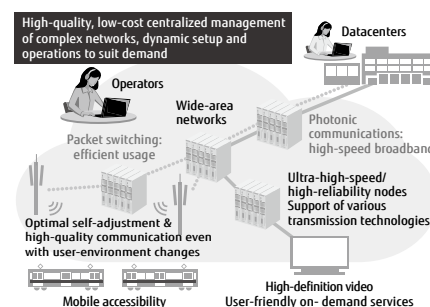 High-quality, low-cost centralized management
of complex networks, dynamic setup and
operations to suit demand
Datacenters
Operators
Wide-area
networks
Packet switching:
efficient usage
Photonic
communications:
high-speed broadband
Ultra-high-speed/
high-reliability nodes
Support of various
transmission technologies
Optimal self-adjustment &
high-quality communication even
with user-environment changes
Mobile accessibility
High-definition video
User-friendly on- demand services